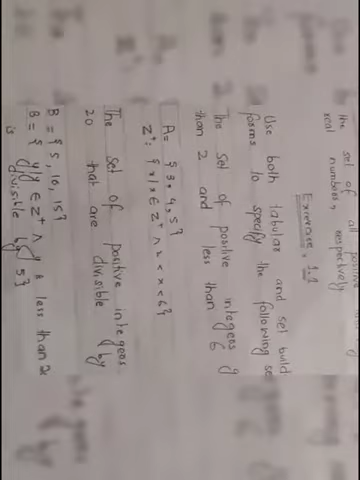 the set of all positive
real numbers, respectively
Exercise 1.1
Use both tabular and set build
forms to specify the following se
The set of positive integers g
than 2 and less than 6
A = { 3, 4, 5 }
Z⁺: { x | x ∈ Z⁺ ∧ 2 < x < 6 }
The set of positive integers
20 that are divisible by
B = { 5, 10, 15 }
B = { y | y ∈ Z⁺ ∧ y less than 20
is divisible by 5 }